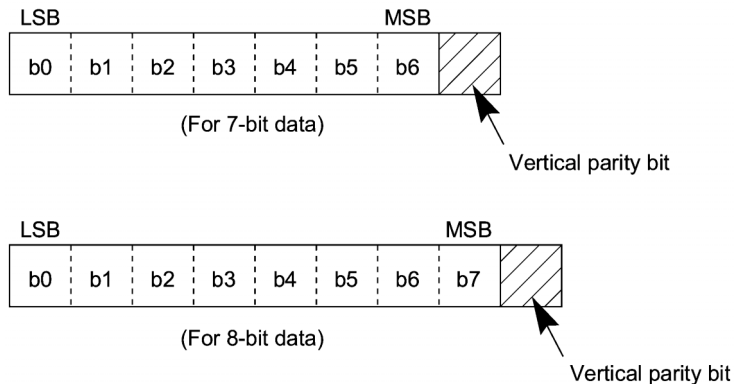 LSB MSB
b0 b1 b2 b3 b4 b5 b6
(For 7-bit data)
Vertical parity bit
LSB MSB
b0 b1 b2 b3 b4 b5 b6 b7
(For 8-bit data)
Vertical parity bit